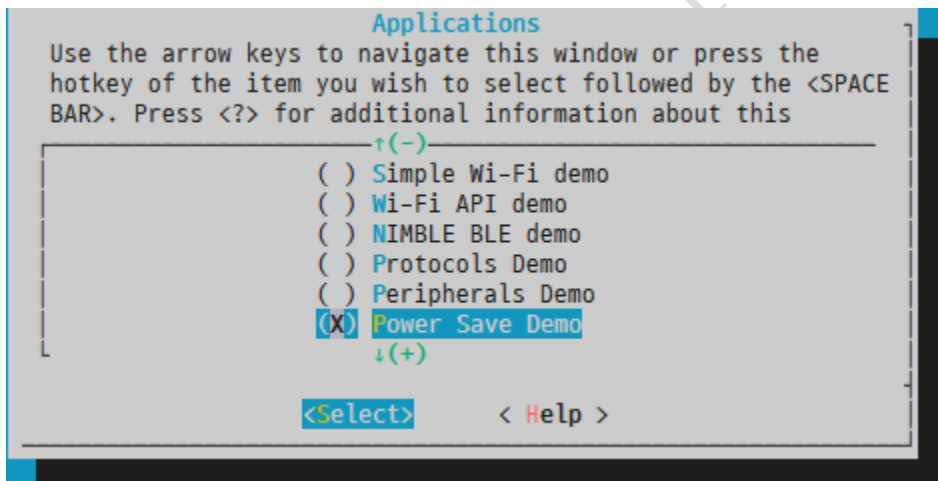 Applications
Use the arrow keys to navigate this window or press the
hotkey of the item you wish to select followed by the <SPACE
BAR>. Press <?> for additional information about this
↑(-)
( ) Simple Wi-Fi demo
( ) Wi-Fi API demo
( ) NIMBLE BLE demo
( ) Protocols Demo
( ) Peripherals Demo
(X) Power Save Demo
↓(+)
<Select> < Help >